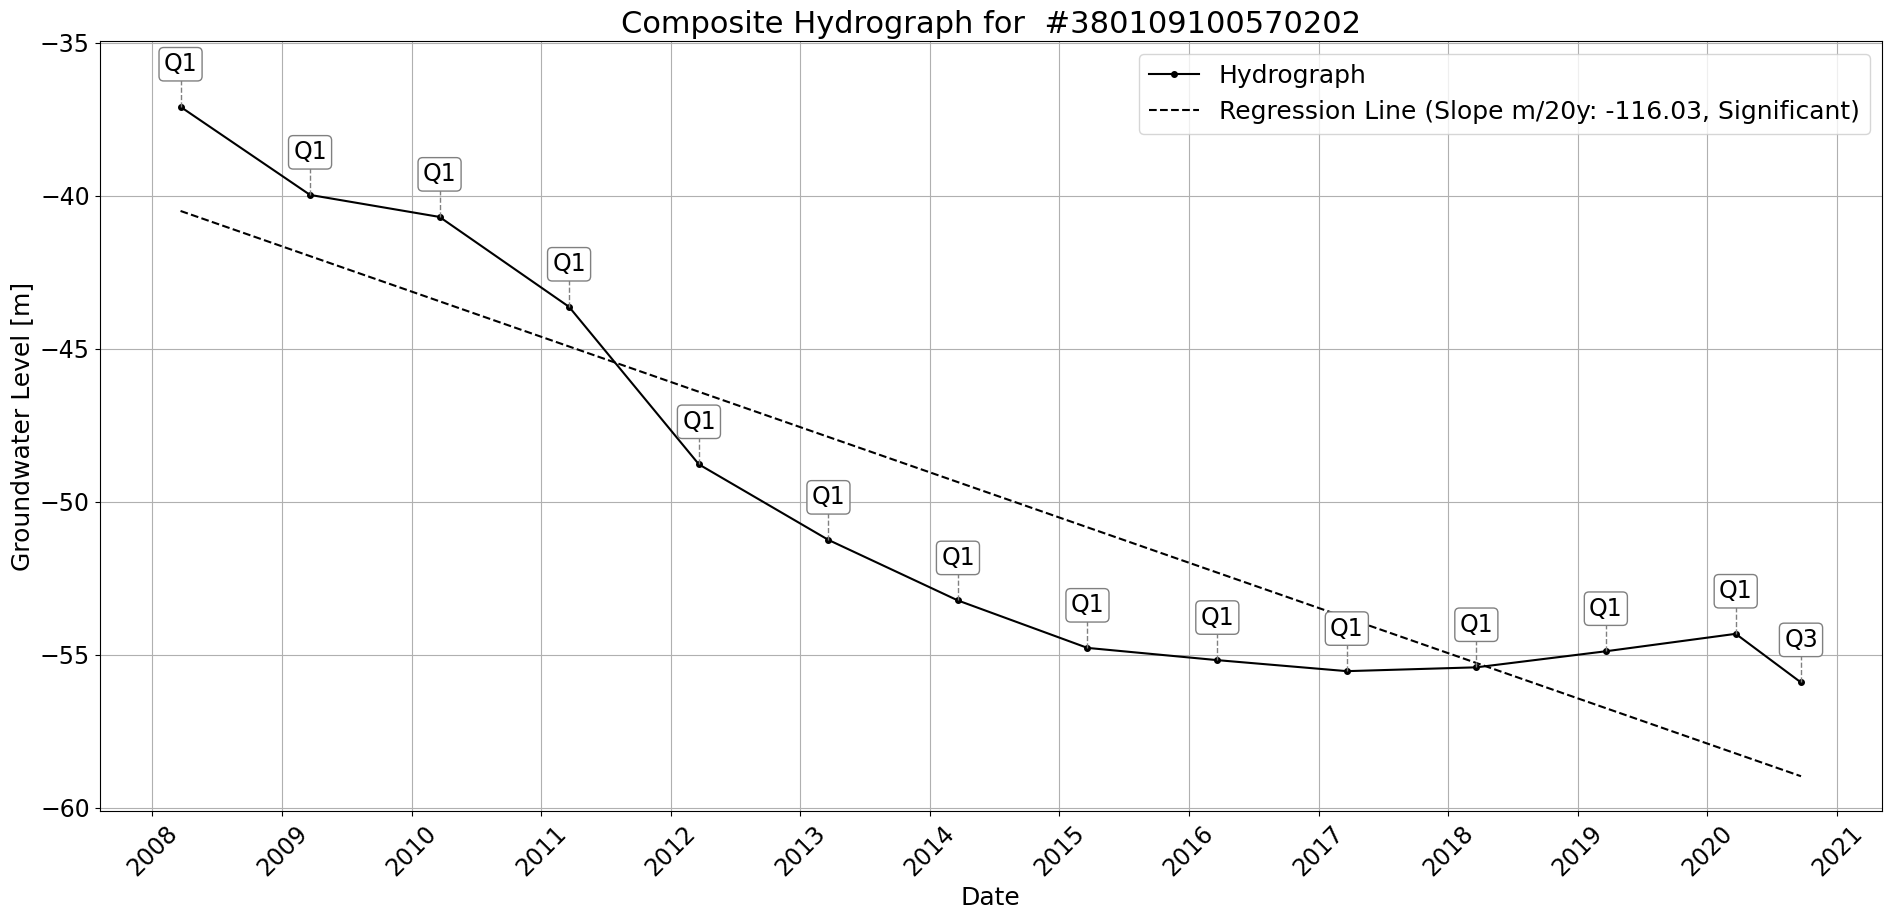 Composite Hydrograph for  #380109100570202
Hydrograph
Regression Line (Slope m/20y: -116.03, Significant)
Groundwater Level [m]
−35
−40
−45
−50
−55
−60
Q1
Q1
Q1
Q1
Q1
Q1
Q1
Q1
Q1
Q1
Q1
Q1
Q1
Q3
2008
2009
2010
2011
2012
2013
2014
2015
2016
2017
2018
2019
2020
2021
Date